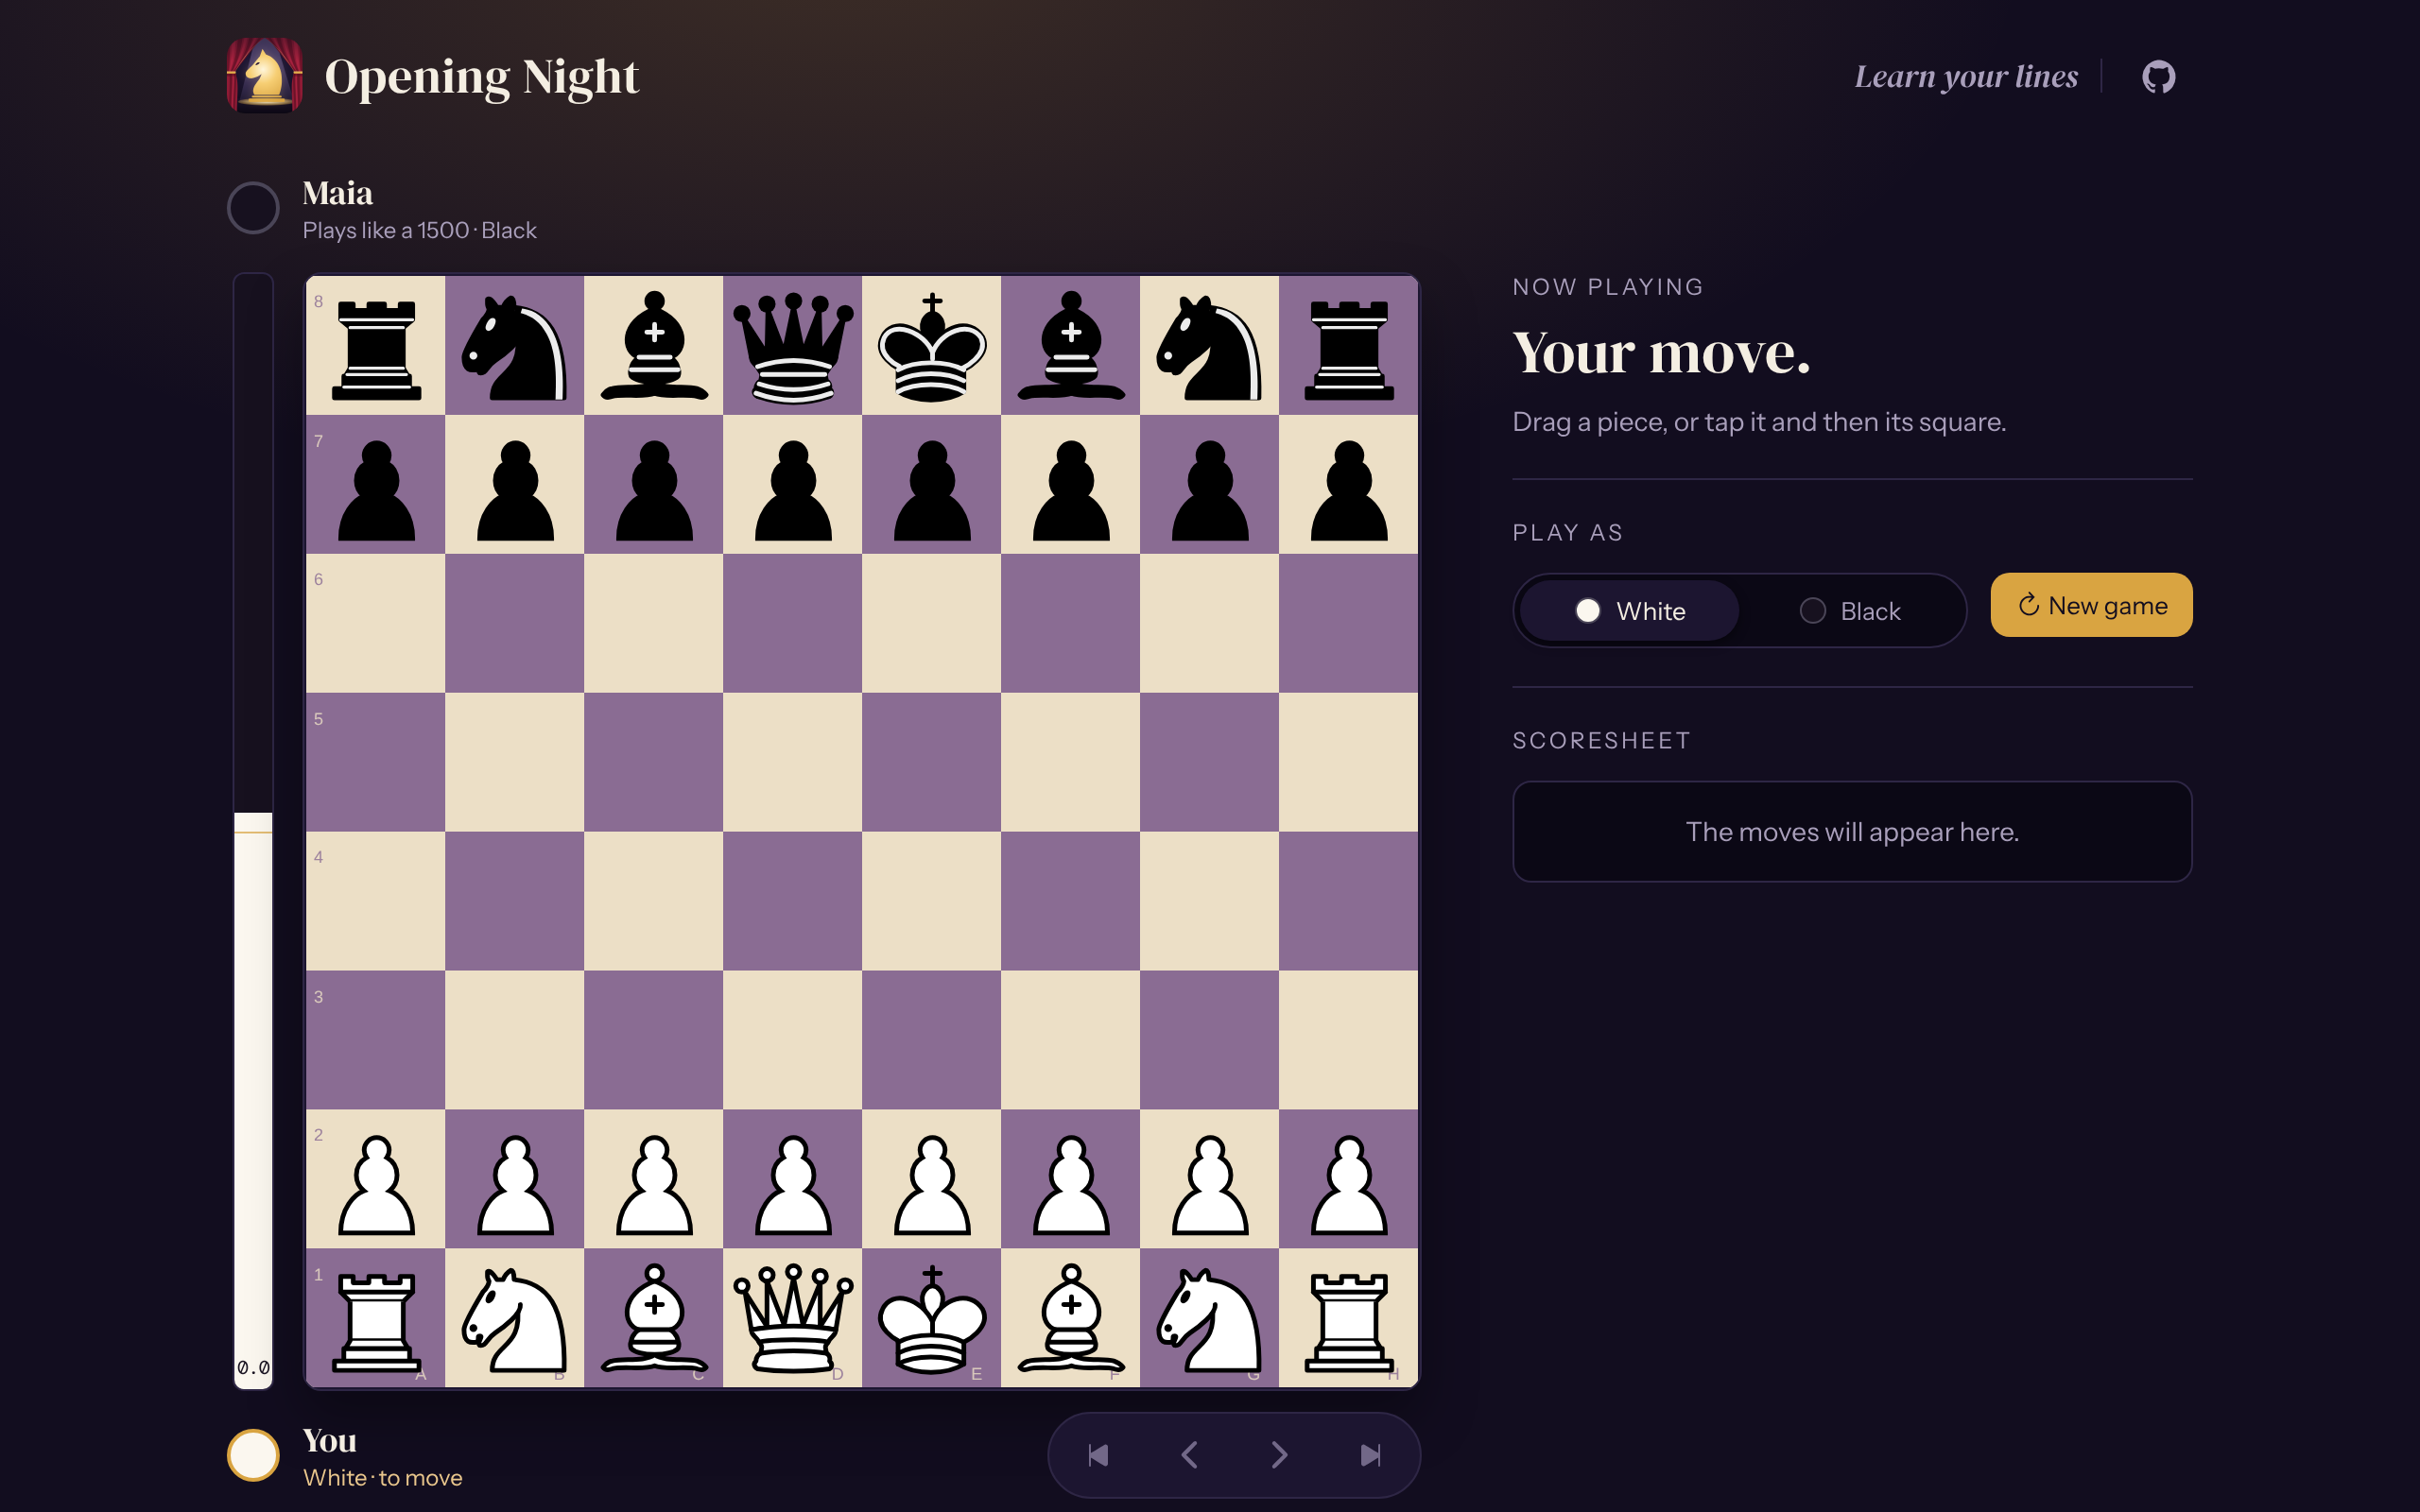 Opening Night
Learn your lines
Maia
Plays like a 1500 · Black
8
7
6
5
4
3
2
1
A B C D E F G H
0.0
You
White · to move
NOW PLAYING
Your move.
Drag a piece, or tap it and then its square.
PLAY AS
White
Black
New game
SCORESHEET
The moves will appear here.